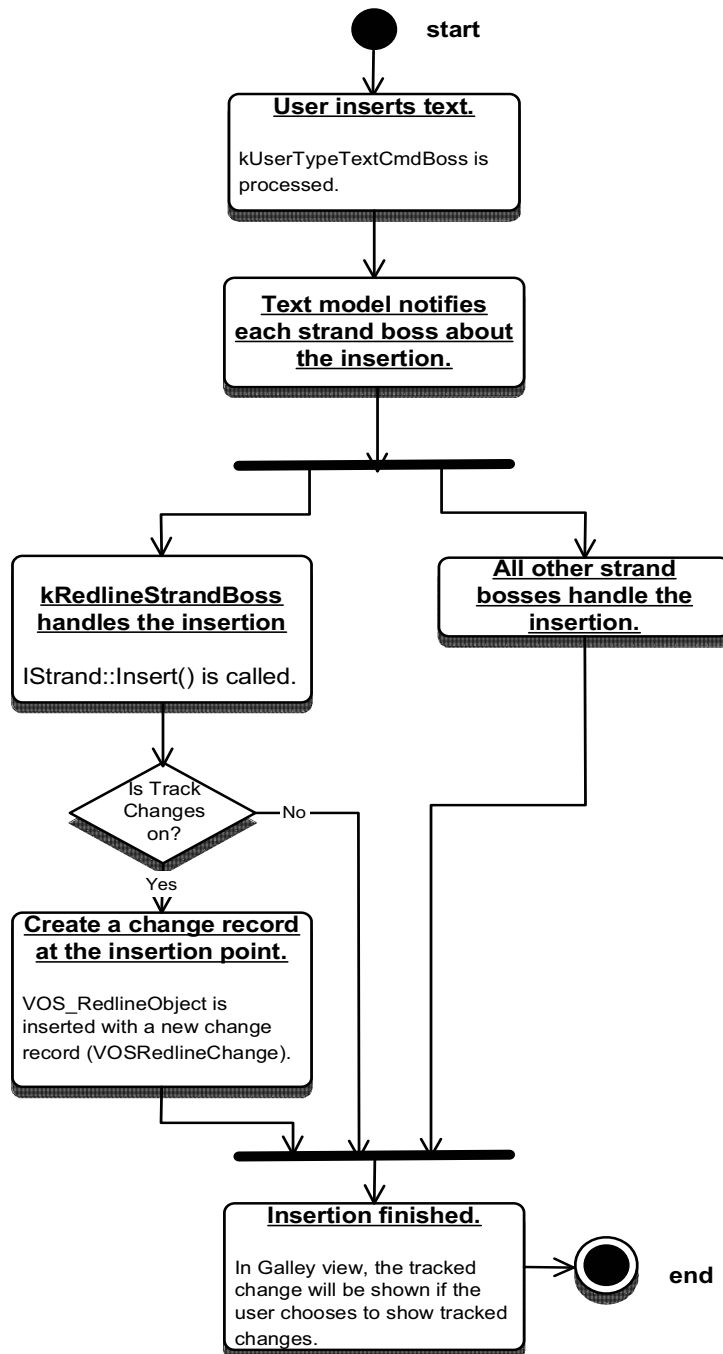 start
User inserts text.
kUserTypeTextCmdBoss is
processed.
Text model notifies
each strand boss about
the insertion.
kRedlineStrandBoss
handles the insertion
IStrand::Insert() is called.
All other strand
bosses handle the
insertion.
Is Track
Changes
on?
No
Yes
Create a change record
at the insertion point.
VOS_RedlineObject is
inserted with a new change
record (VOSRedlineChange).
Insertion finished.
In Galley view, the tracked
change will be shown if the
user chooses to show tracked
changes.
end